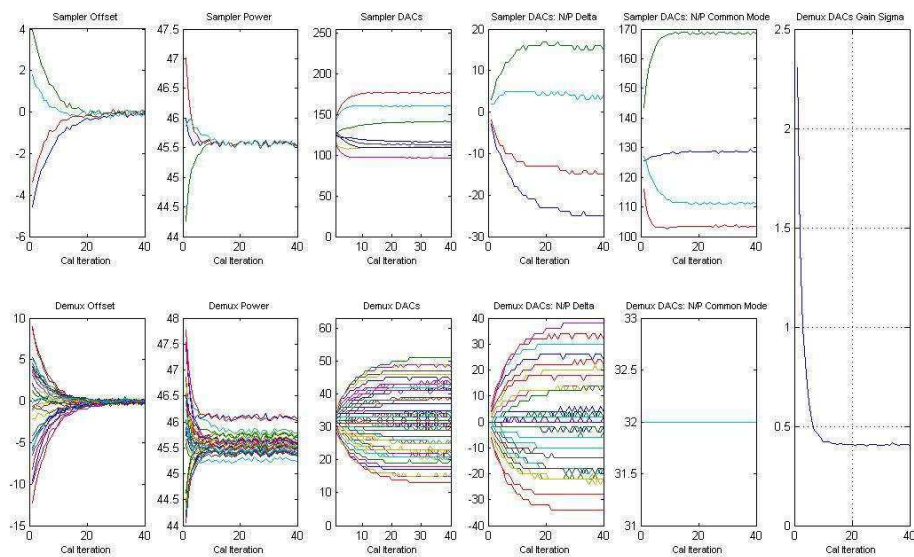 Sampler Offset
4
2
0
-2
-4
-6
0 20 40
Cal Iteration
Sampler Power
47.5
47
46.5
46
45.5
45
44.5
44
0 20 40
Cal Iteration
Sampler DACs
250
200
150
100
50
0
10 20 30 40
Cal Iteration
Sampler DACs: N/P Delta
20
10
0
-10
-20
-30
0 20 40
Cal Iteration
Sampler DACs: N/P Common Mode
170
160
150
140
130
120
110
100
0 20 40
Cal Iteration
Demux DACs Gain Sigma
2.5
2
1.5
1
0.5
0
0 20 40
Cal Iteration
Demux Offset
10
5
0
-5
-10
-15
0 20 40
Cal Iteration
Demux Power
48
47.5
47
46.5
46
45.5
45
44.5
44
0 20 40
Cal Iteration
Demux DACs
60
50
40
30
20
10
0
10 20 30 40
Cal Iteration
Demux DACs: N/P Delta
40
30
20
10
0
-10
-20
-30
-40
0 20 40
Cal Iteration
Demux DACs: N/P Common Mode
33
32.5
32
31.5
31
0 20 40
Cal Iteration